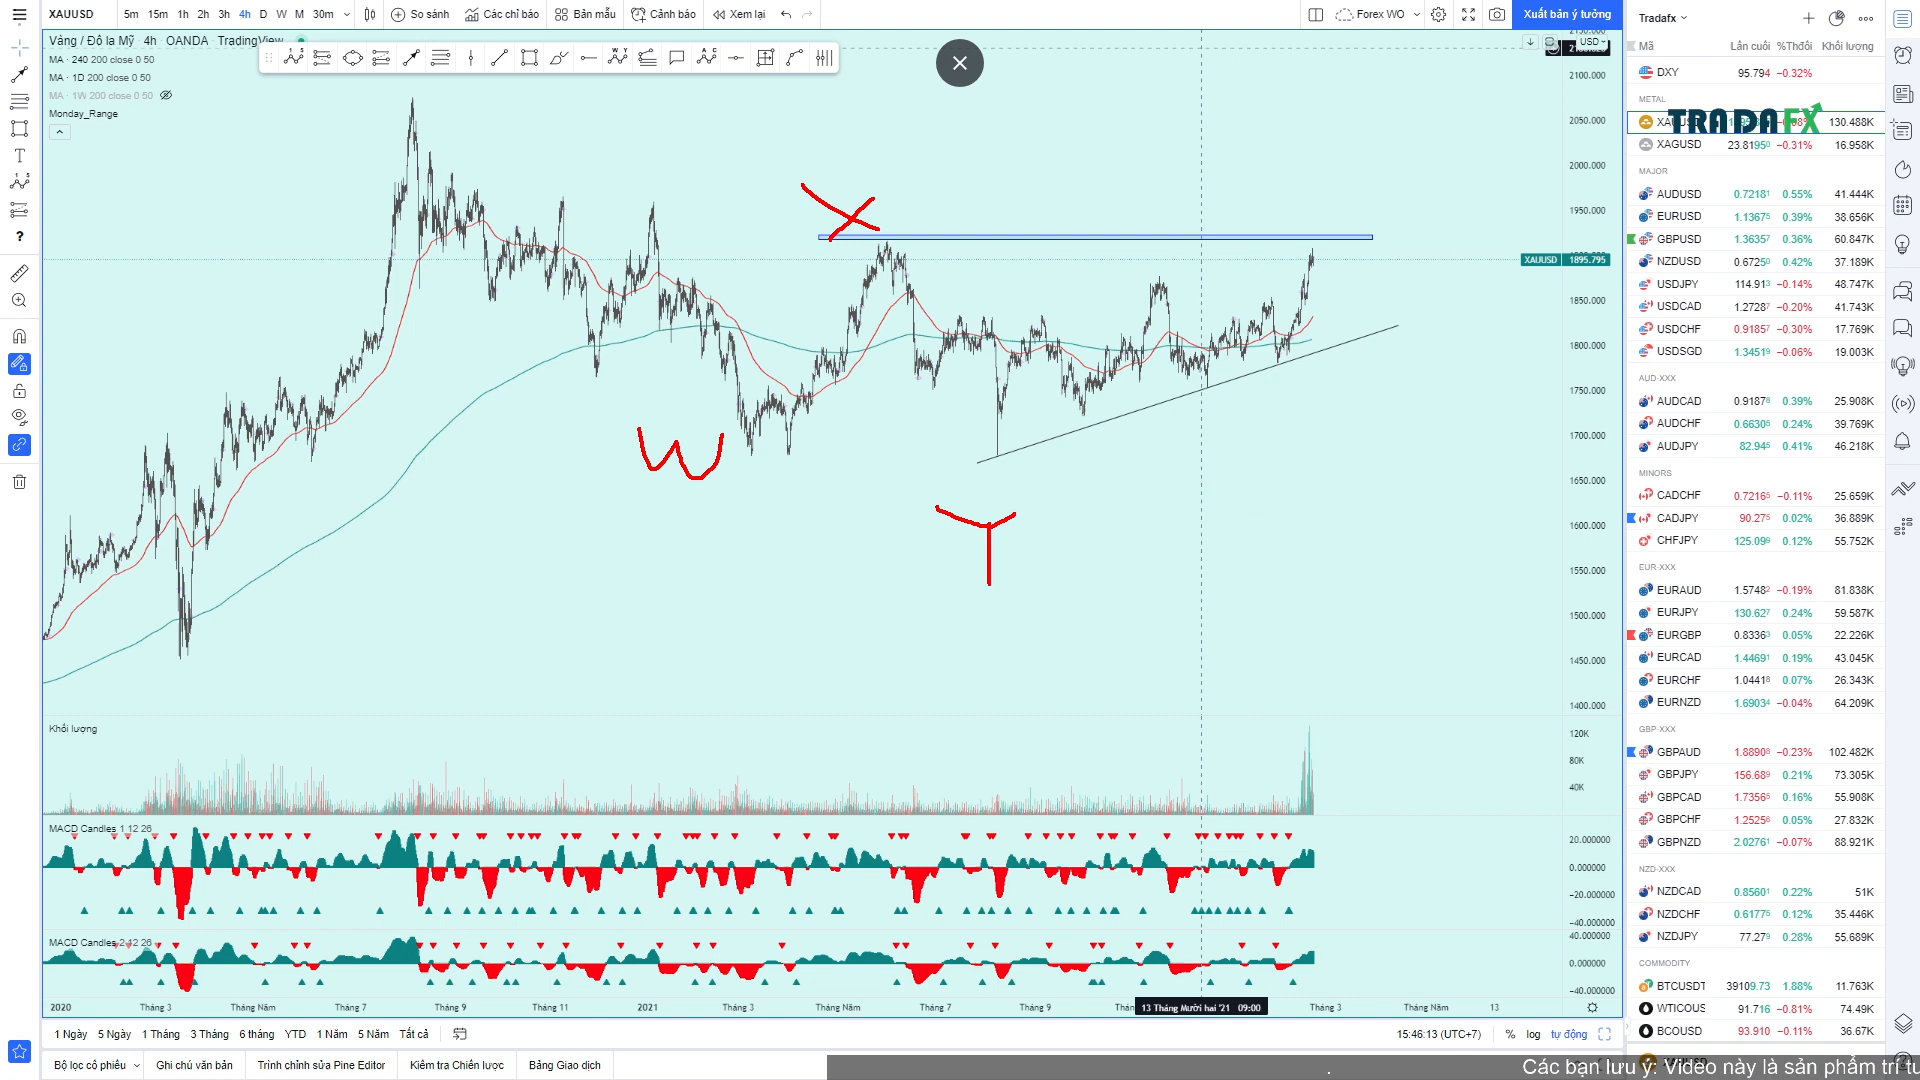 XAUUSD 5m 15m 1h 2h 3h 4h D W M 30m So sánh Các chỉ báo Bản mẫu Cảnh báo Xem lại Forex WO Xuất bản ý tưởng
Vàng / Đô la Mỹ · 4h · OANDA · TradingView
MA · 240 200 close 0 50
MA · 1D 200 close 0 50
MA · 1W 200 close 0 50
Monday_Range
X
W
Y
USD
2100.000
2050.000
2000.000
1950.000
XAUUSD 1895.795
1850.000
1800.000
1750.000
1700.000
1650.000
1600.000
1550.000
1500.000
1450.000
1400.000
Khối lượng
120K
80K
40K
MACD Candles 1 12 26
20.000000
0.000000
−20.000000
−40.000000
MACD Candles 2 12 26
40.000000
0.000000
−40.000000
2020 Tháng 3 Tháng Năm Tháng 7 Tháng 9 Tháng 11 2021 Tháng 3 Tháng Năm Tháng 7 Tháng 9 13 Tháng Mười hai '21 09:00 Tháng 3 Tháng Năm 13
1 Ngày 5 Ngày 1 Tháng 3 Tháng 6 tháng YTD 1 Năm 5 Năm Tất cả 15:46:13 (UTC+7) % log tự động
Bộ lọc cổ phiếu Ghi chú văn bản Trình chỉnh sửa Pine Editor Kiểm tra Chiến lược Bảng Giao dịch
Tradafx
Mã Lần cuối %Thđổi Khối lượng
DXY 95.794 −0.32%
METAL
TRADAFX
130.488K
XAGUSD 23.8195⁰ −0.31% 16.958K
MAJOR
AUDUSD 0.7218¹ 0.55% 41.444K
EURUSD 1.1367⁵ 0.39% 38.656K
GBPUSD 1.3635⁷ 0.36% 60.847K
NZDUSD 0.6725⁰ 0.42% 37.189K
USDJPY 114.91³ −0.14% 48.747K
USDCAD 1.2728⁷ −0.20% 41.743K
USDCHF 0.9185⁷ −0.30% 17.769K
USDSGD 1.3451⁹ −0.06% 19.003K
AUD-XXX
AUDCAD 0.9187⁸ 0.39% 25.908K
AUDCHF 0.6630⁵ 0.24% 39.769K
AUDJPY 82.94⁵ 0.41% 46.218K
MINORS
CADCHF 0.7216⁵ −0.11% 25.659K
CADJPY 90.27⁵ 0.02% 36.889K
CHFJPY 125.09⁹ 0.12% 55.752K
EUR-XXX
EURAUD 1.5748² −0.19% 81.838K
EURJPY 130.62⁷ 0.24% 59.587K
EURGBP 0.8336³ 0.05% 22.226K
EURCAD 1.4469¹ 0.19% 43.045K
EURCHF 1.0441⁸ 0.07% 26.343K
EURNZD 1.6903⁴ −0.04% 64.209K
GBP-XXX
GBPAUD 1.8890⁸ −0.23% 102.482K
GBPJPY 156.68⁹ 0.21% 73.305K
GBPCAD 1.7356⁵ 0.16% 55.908K
GBPCHF 1.2525⁶ 0.05% 27.832K
GBPNZD 2.0276¹ −0.07% 88.921K
NZD-XXX
NZDCAD 0.8560¹ 0.22% 51K
NZDCHF 0.6177⁵ 0.12% 35.446K
NZDJPY 77.27⁹ 0.28% 55.689K
COMMODITY
BTCUSDT 39109.73 1.88% 11.763K
WTICOUS 91.716 −0.81% 74.49K
BCOUSD 93.910 −0.11% 36.67K
. Các bạn lưu ý: Video này là sản phẩm trí tu